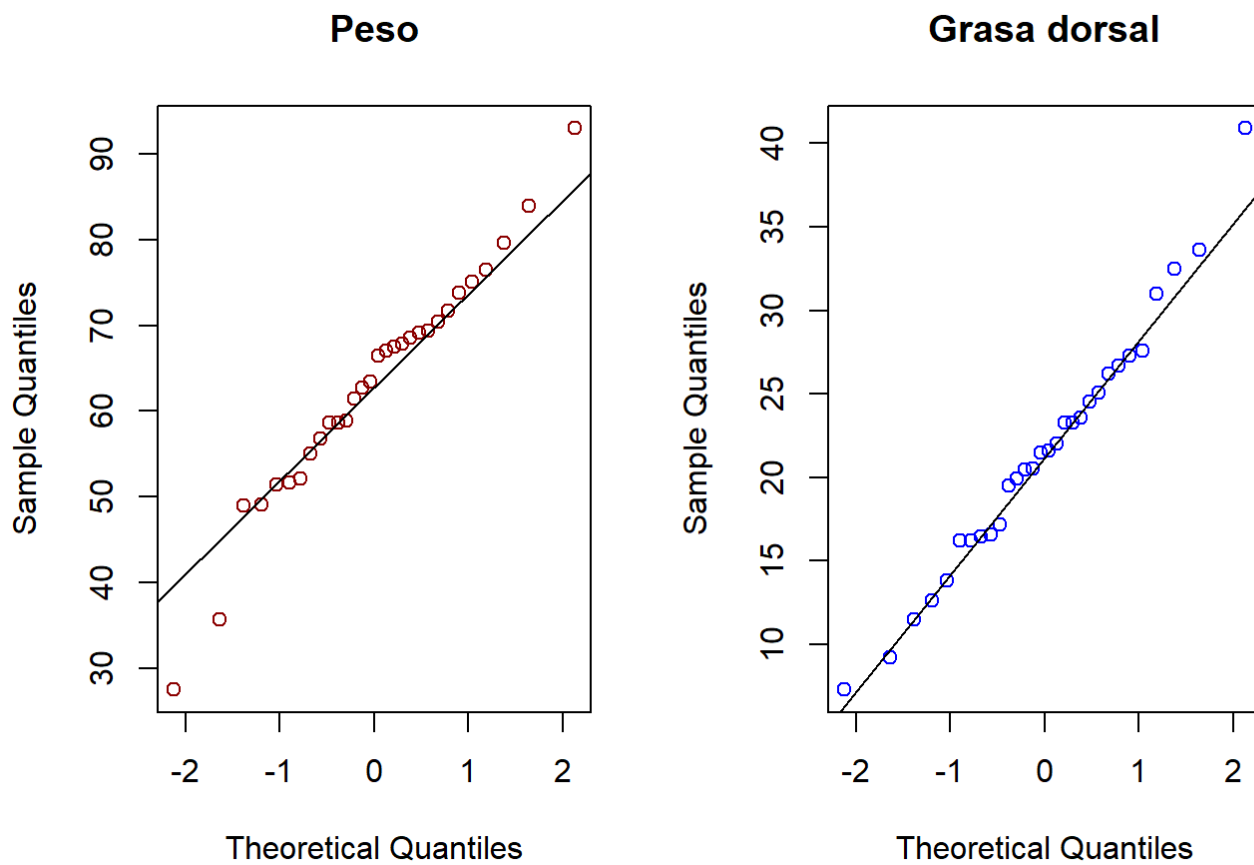 Peso
Sample Quantiles
90
80
70
60
50
40
30
-2 -1 0 1 2
Theoretical Quantiles
Grasa dorsal
Sample Quantiles
40
35
30
25
20
15
10
-2 -1 0 1 2
Theoretical Quantiles